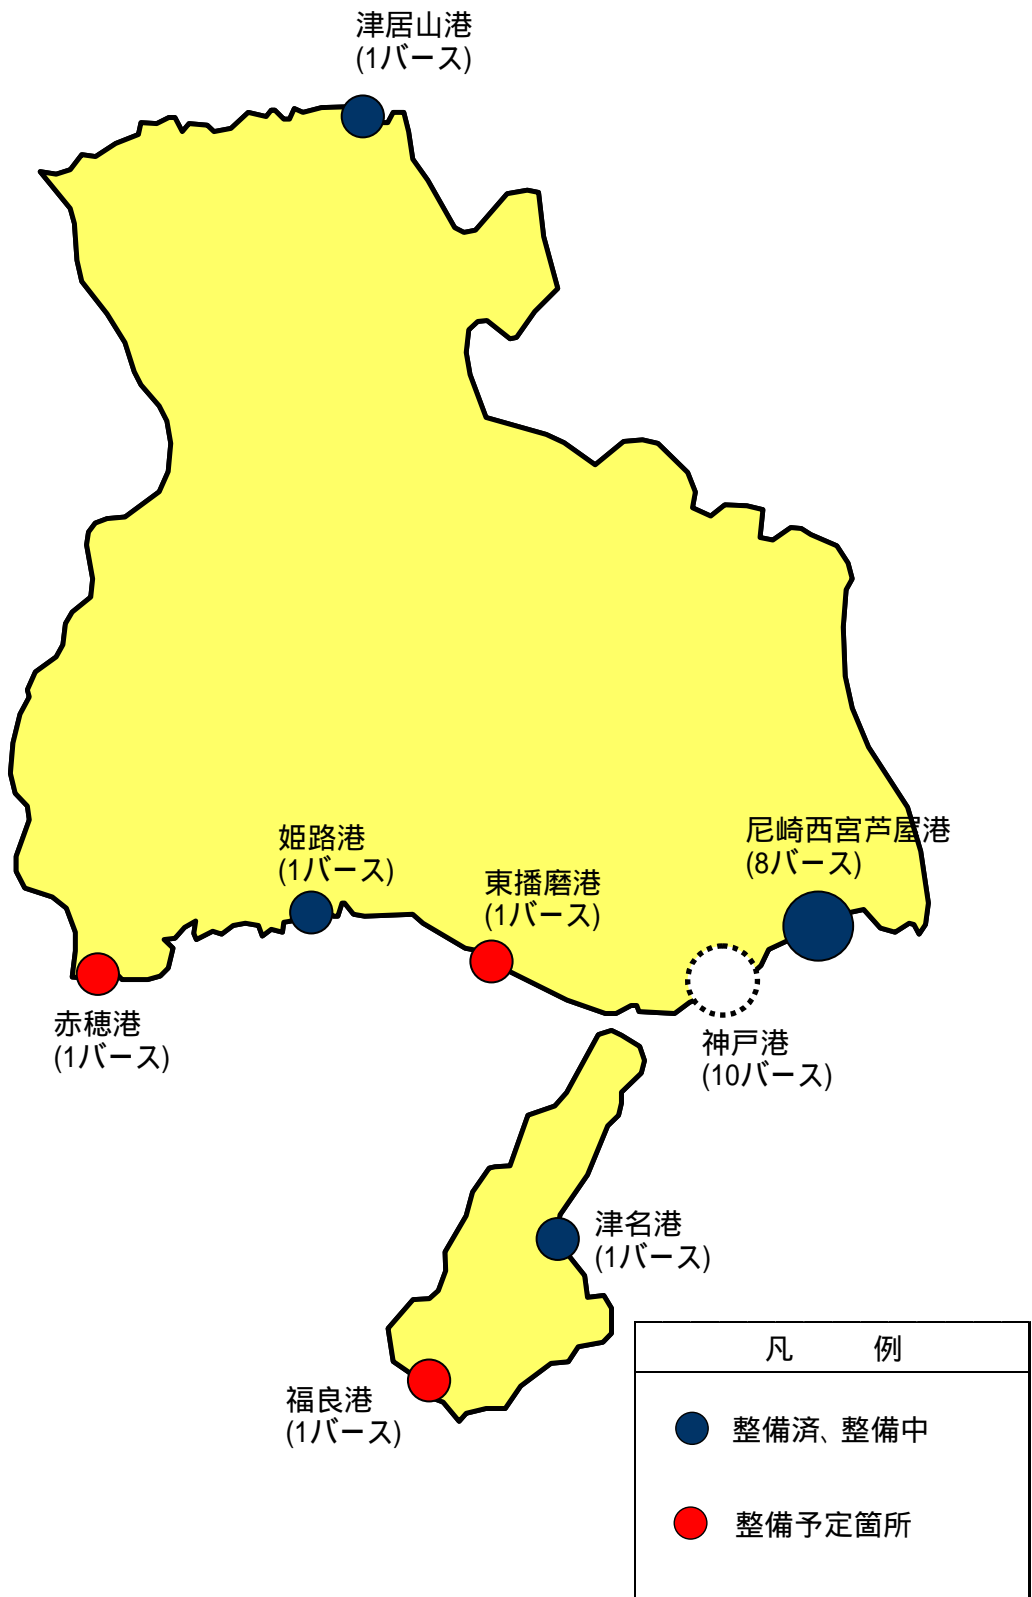 津居山港
(1バース)
姫路港
(1バース)
尼崎西宮芦屋港
(8バース)
東播磨港
(1バース)
赤穂港
(1バース)
神戸港
(10バース)
津名港
(1バース)
福良港
(1バース)
凡　例
整備済、整備中
整備予定箇所